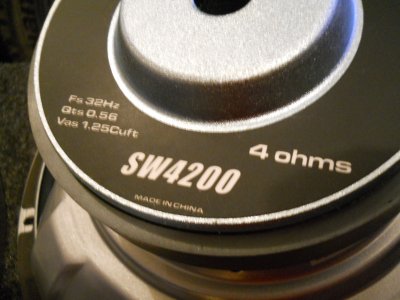 Fs 32Hz
Qts 0.56
Vas 1.25Cuft
4 ohms
SW4200
MADE IN CHINA